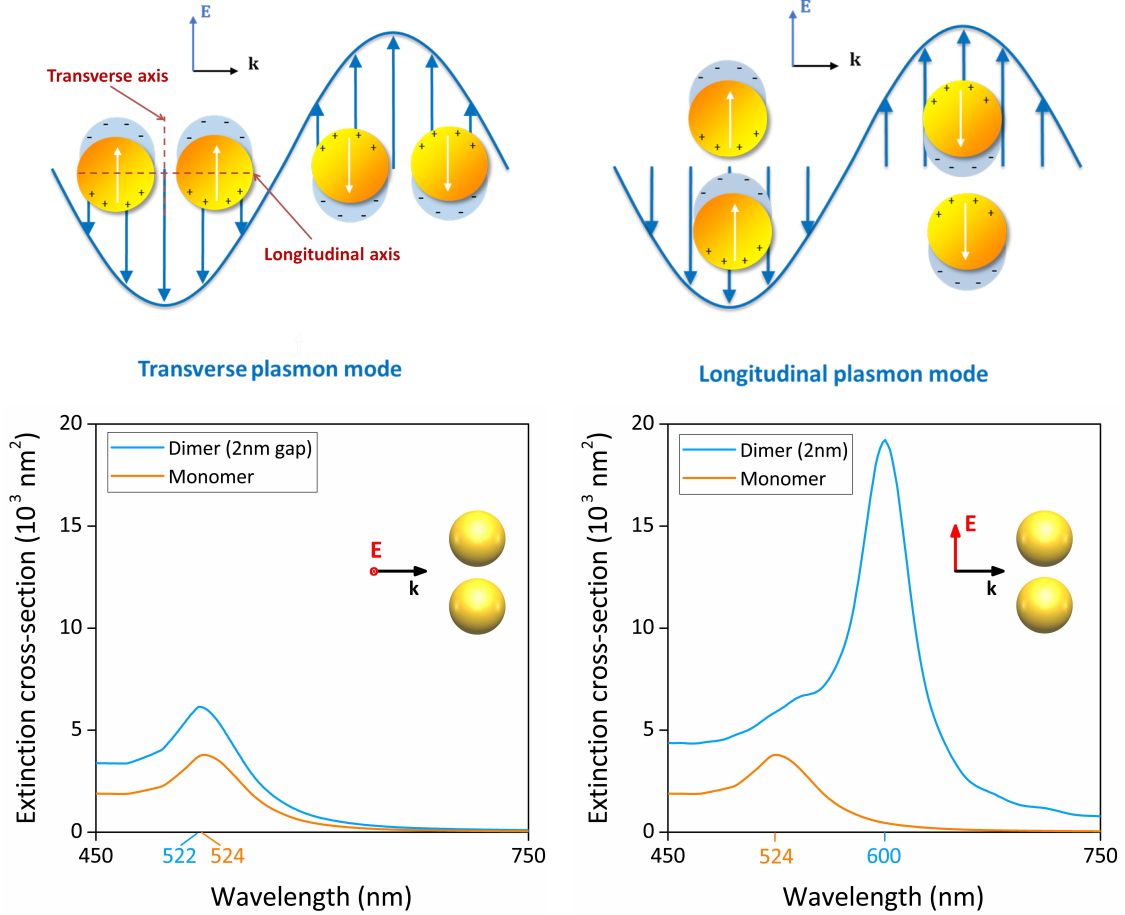 E
k
Transverse axis
Longitudinal axis
- - - -
+ + + + +
- - - -
+ + + + +
+ + + +
- - - -
+ + + +
- - - -
Transverse plasmon mode
E
k
- - - -
+ + + + +
- - - -
+ + + + +
+ + + +
- - - -
+ + + +
- - - -
Longitudinal plasmon mode
Extinction cross-section (10³ nm²)
20
15
10
5
0
Dimer (2nm gap)
Monomer
E
k
450
522
524
750
Wavelength (nm)
Extinction cross-section (10³ nm²)
20
15
10
5
0
Dimer (2nm)
Monomer
E
k
450
524
600
750
Wavelength (nm)